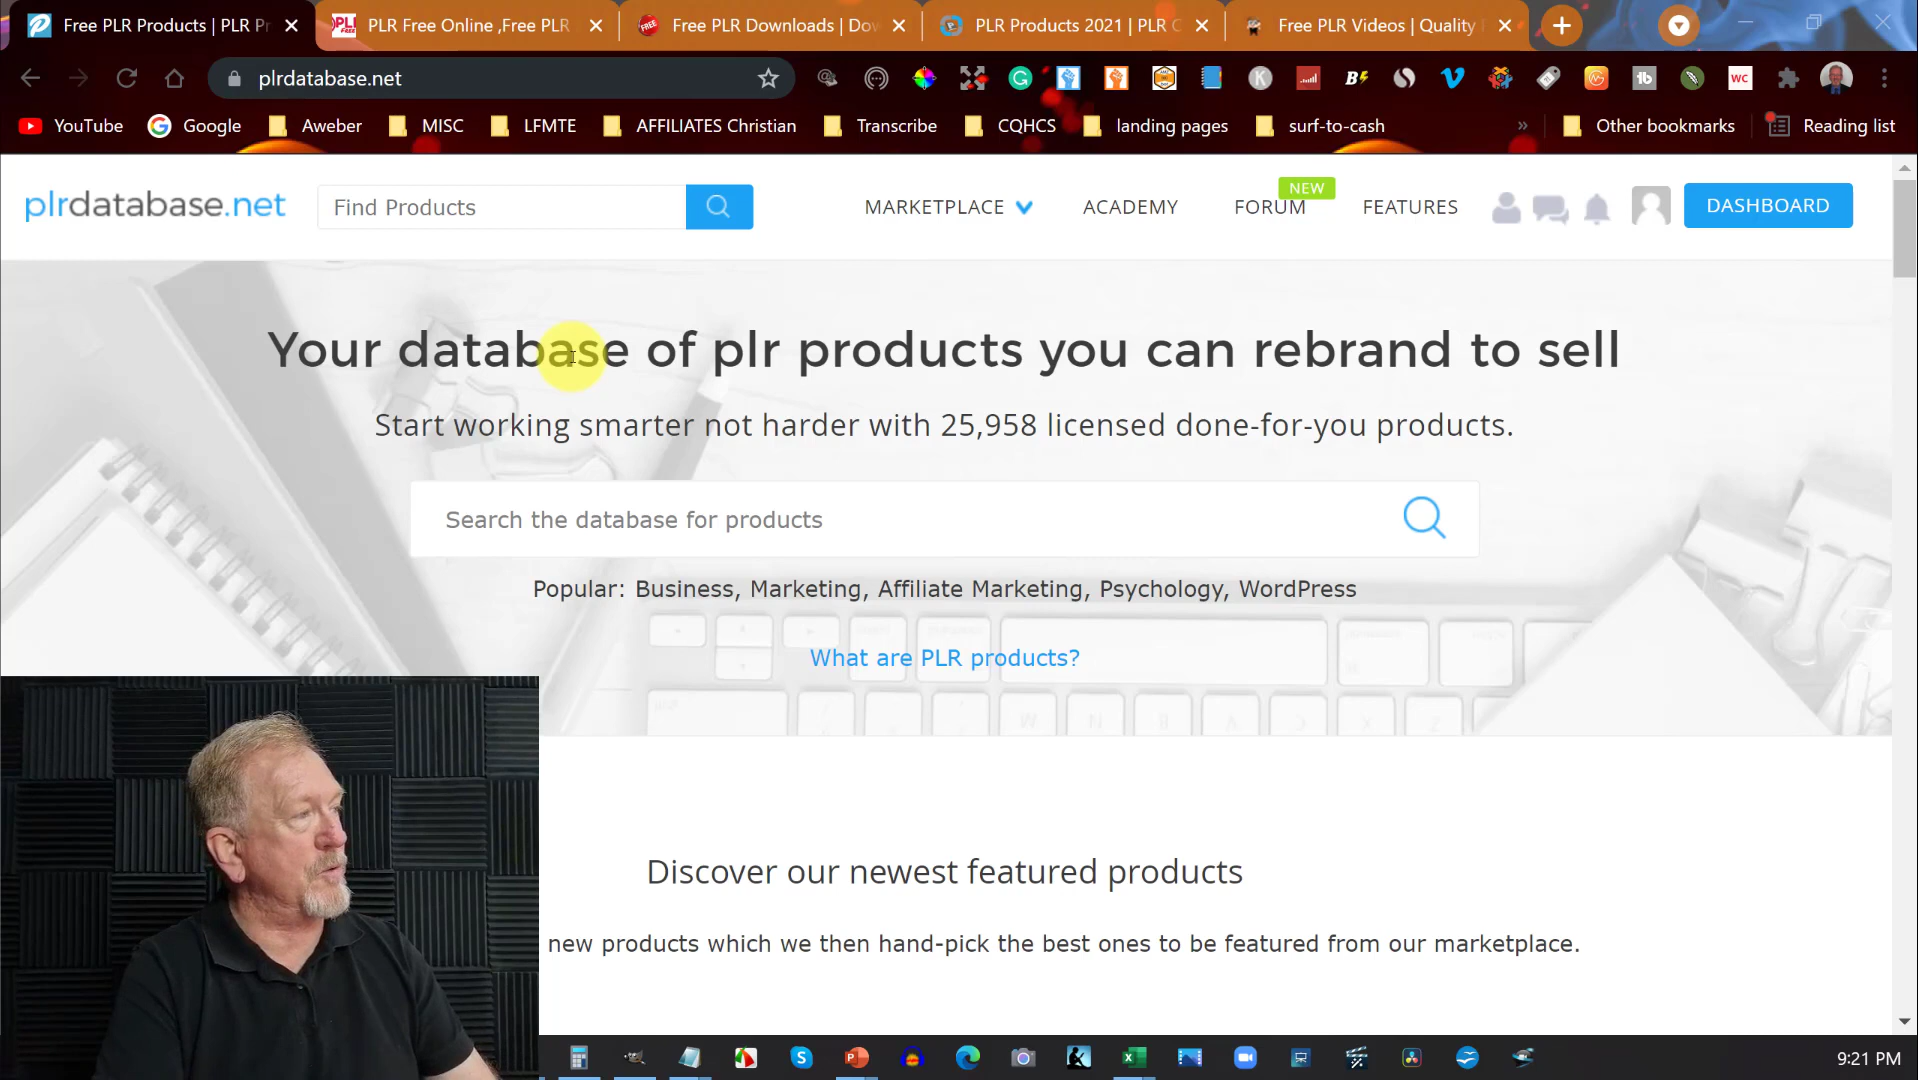 Free PLR Products | PLR Pr
PLR Free Online ,Free PLR
Free PLR Downloads | Dow
PLR Products 2021 | PLR C
Free PLR Videos | Quality
plrdatabase.net
YouTube
Google
Aweber
MISC
LFMTE
AFFILIATES Christian
Transcribe
CQHCS
landing pages
surf-to-cash
»
Other bookmarks
Reading list
plrdatabase.net
Find Products
MARKETPLACE
ACADEMY
FORUM
NEW
FEATURES
DASHBOARD
Your database of plr products you can rebrand to sell
Start working smarter not harder with 25,958 licensed done-for-you products.
Search the database for products
Popular: Business, Marketing, Affiliate Marketing, Psychology, WordPress
What are PLR products?
Discover our newest featured products
new products which we then hand-pick the best ones to be featured from our marketplace.
9:21 PM